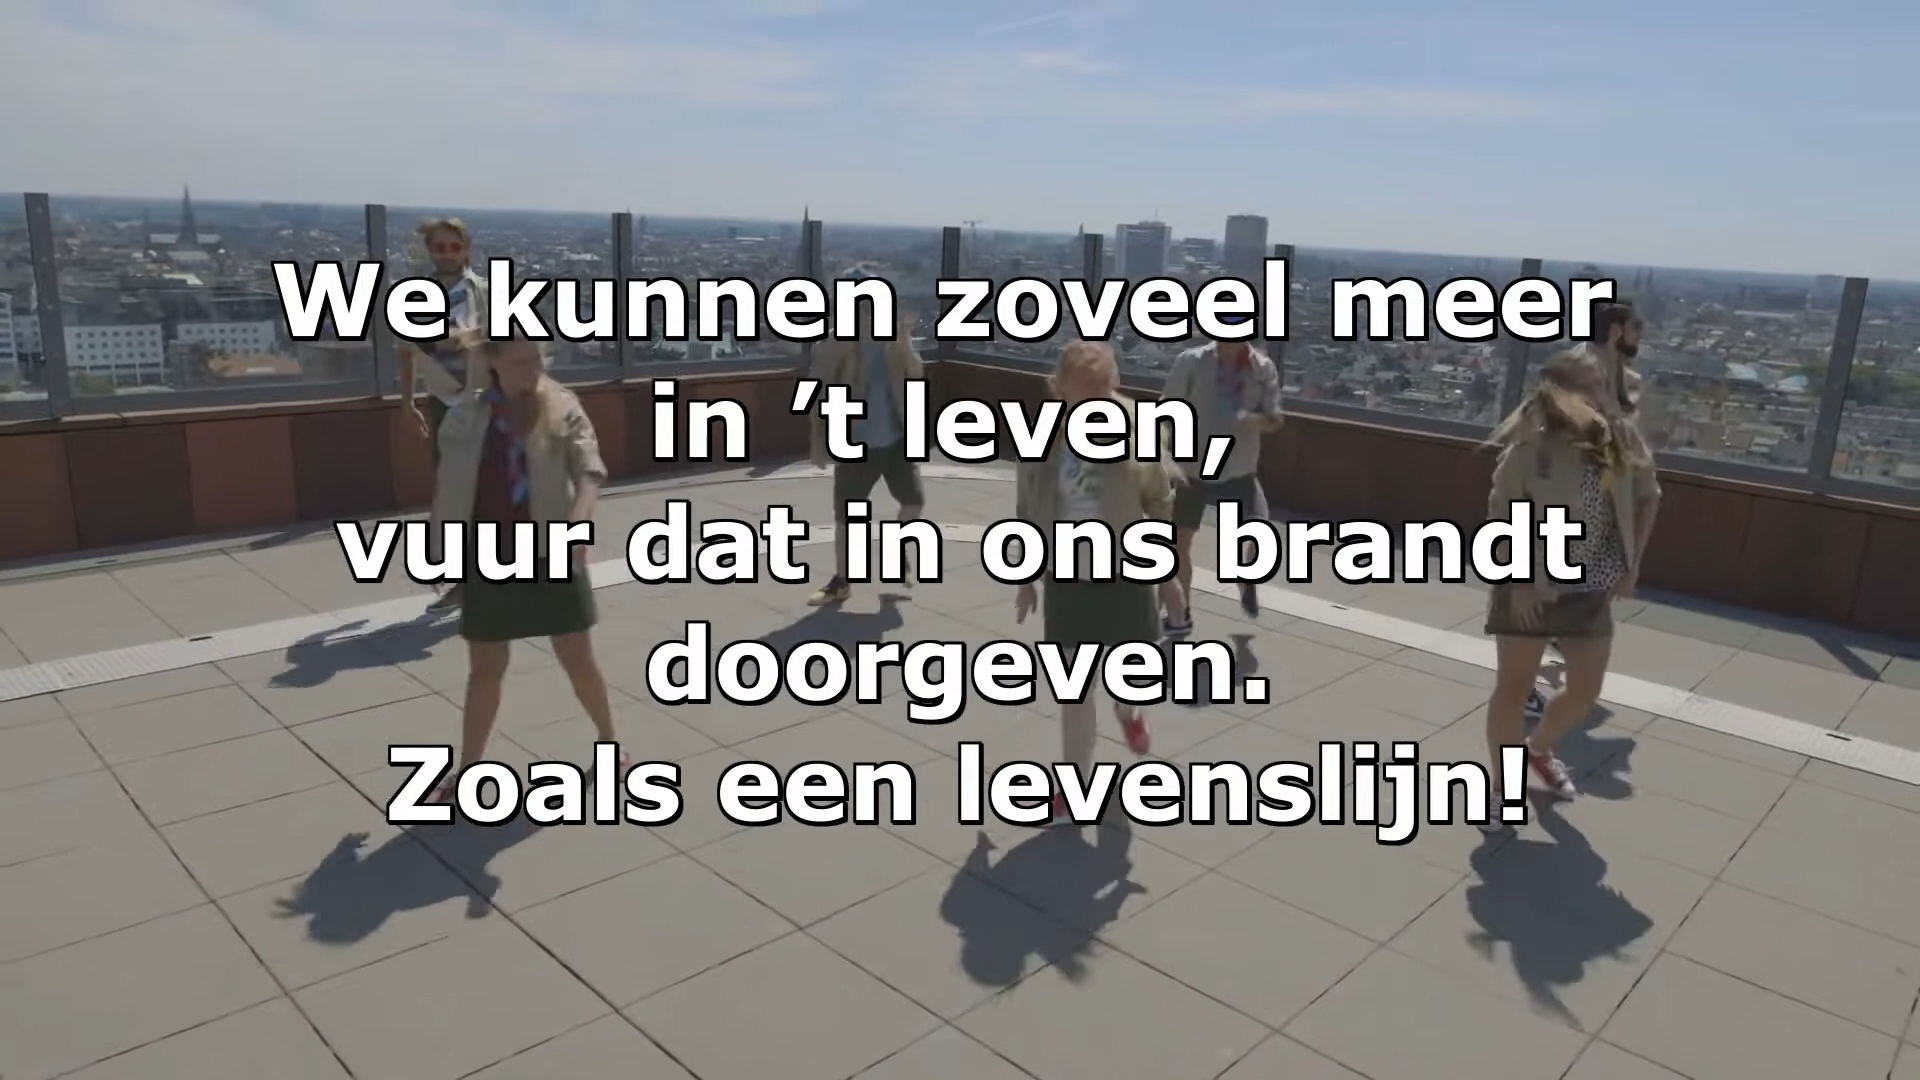 We kunnen zoveel meer
in ’t leven,
vuur dat in ons brandt
doorgeven.
Zoals een levenslijn!